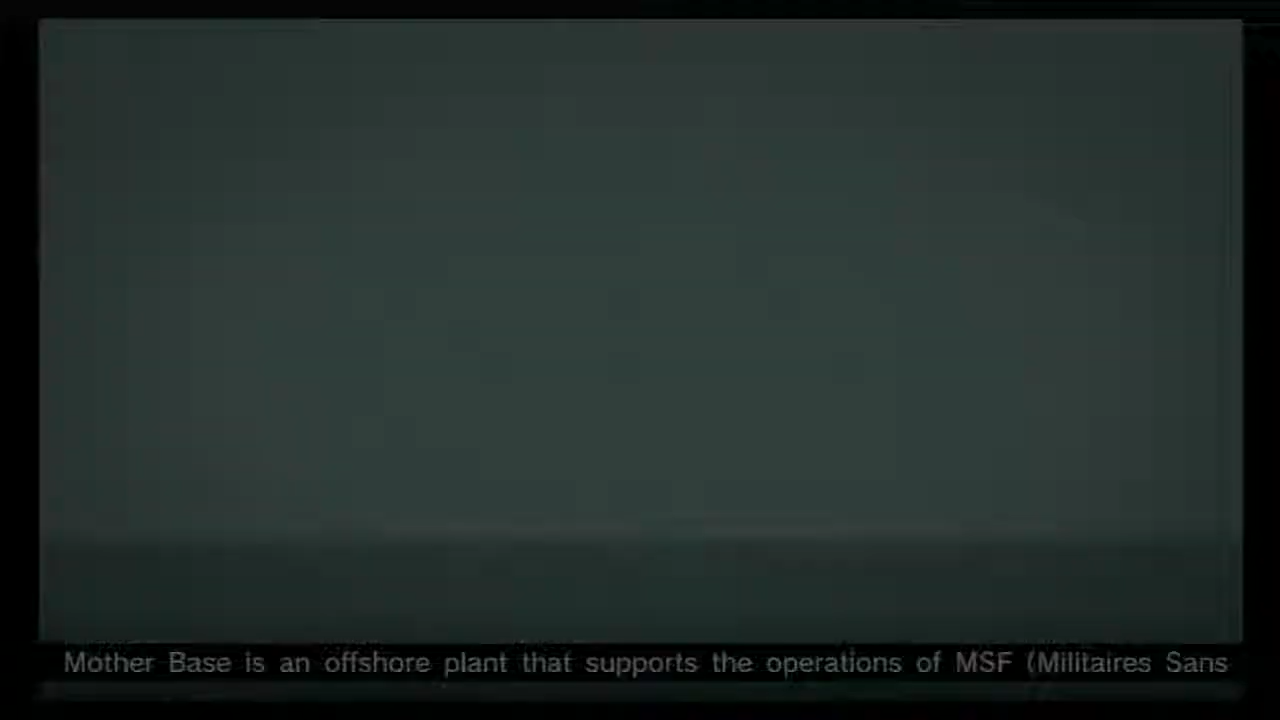 Mother Base is an offshore plant that supports the operations of MSF (Militaires Sans